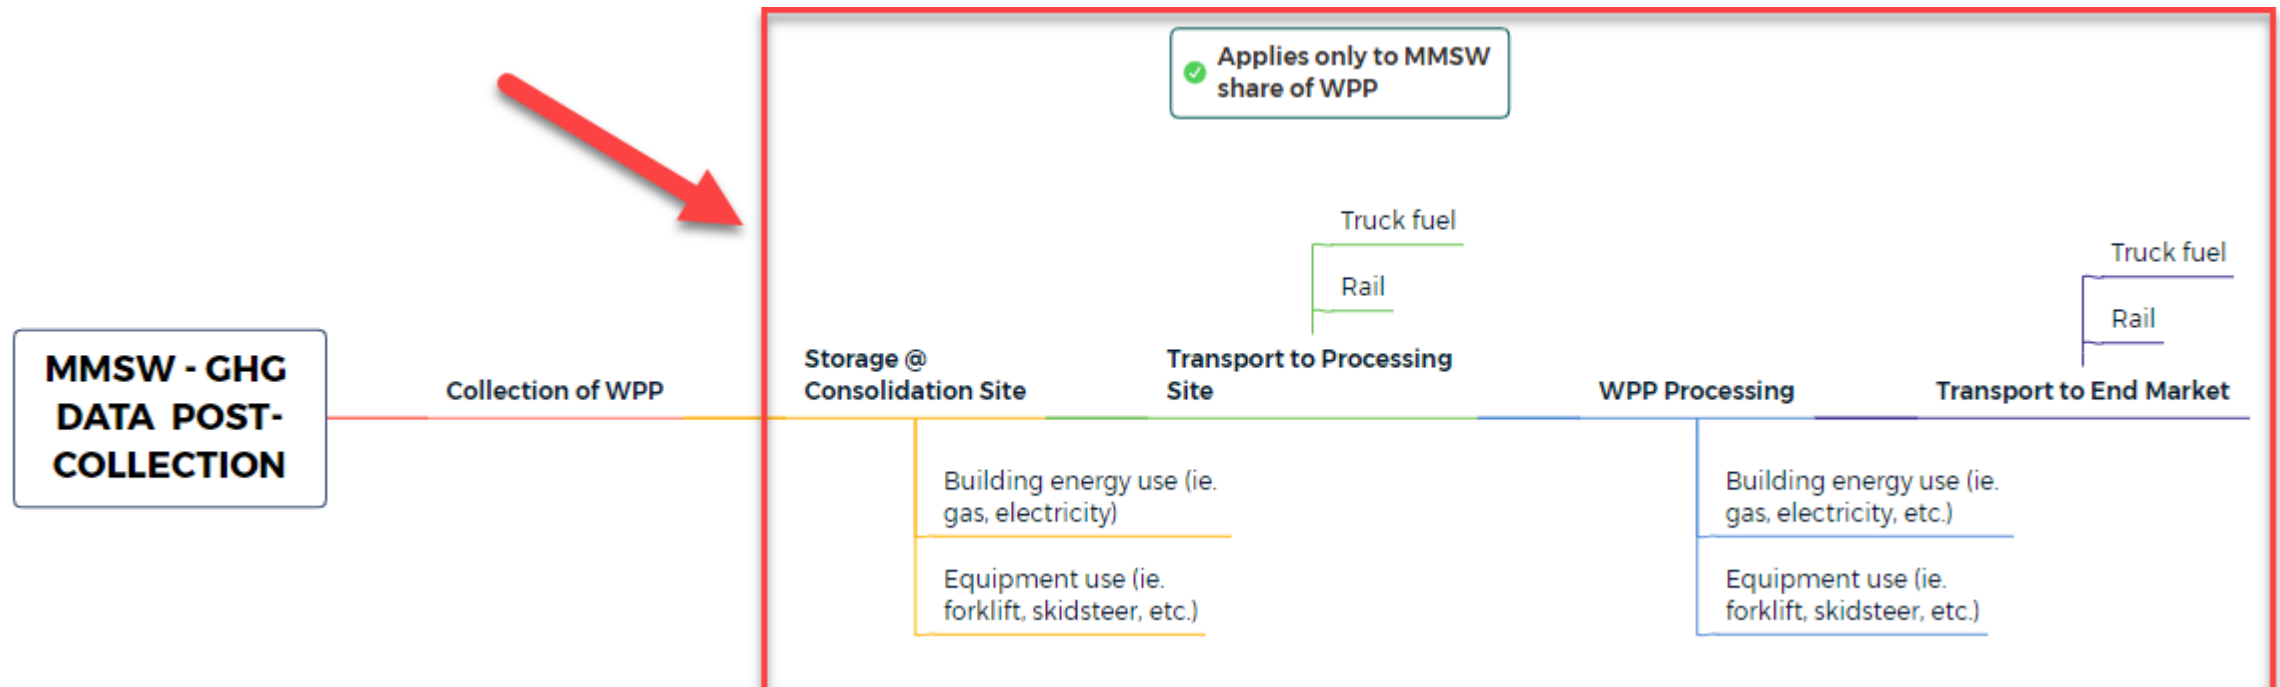 Applies only to MMSW
share of WPP
MMSW - GHG
DATA POST-
COLLECTION
Collection of WPP
Storage @
Consolidation Site
Building energy use (ie.
gas, electricity)
Equipment use (ie.
forklift, skidsteer, etc.)
Truck fuel
Rail
Transport to Processing
Site
WPP Processing
Building energy use (ie.
gas, electricity, etc.)
Equipment use (ie.
forklift, skidsteer, etc.)
Truck fuel
Rail
Transport to End Market